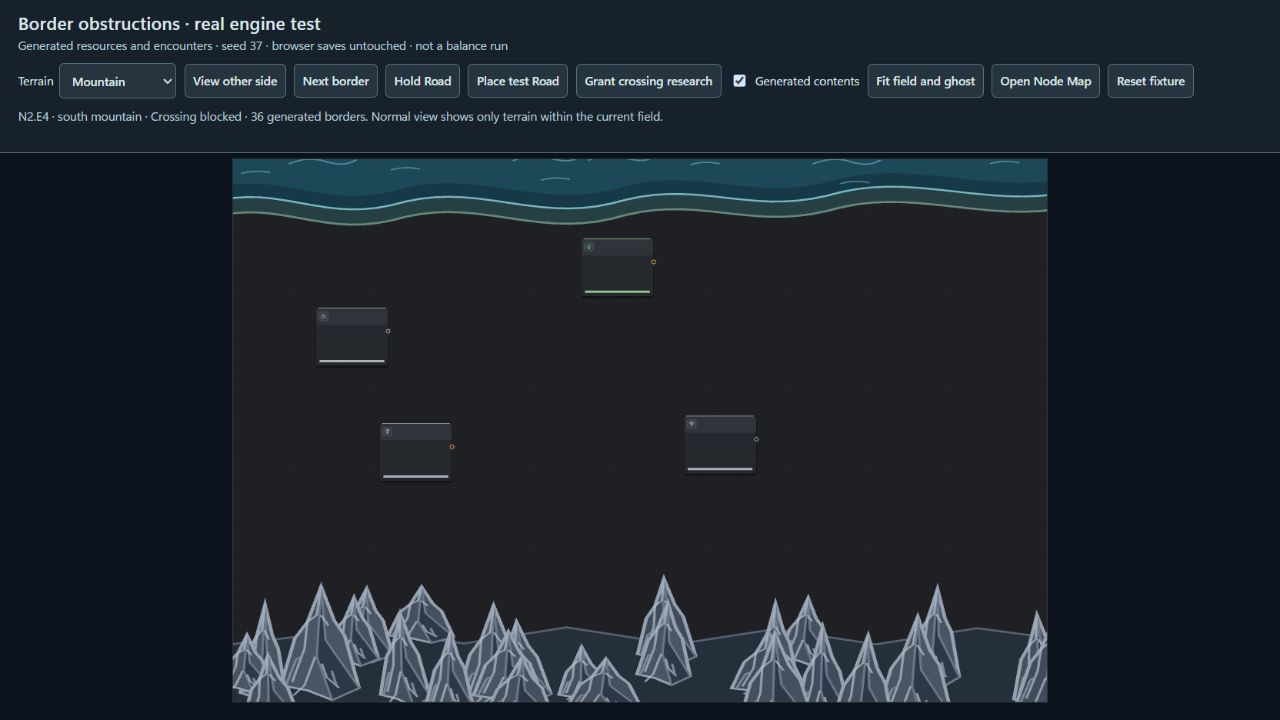 Border obstructions · real engine test
Generated resources and encounters · seed 37 · browser saves untouched · not a balance run
Terrain Mountain View other side Next border Hold Road Place test Road Grant crossing research Generated contents Fit field and ghost Open Node Map Reset fixture
N2.E4 · south mountain · Crossing blocked · 36 generated borders. Normal view shows only terrain within the current field.